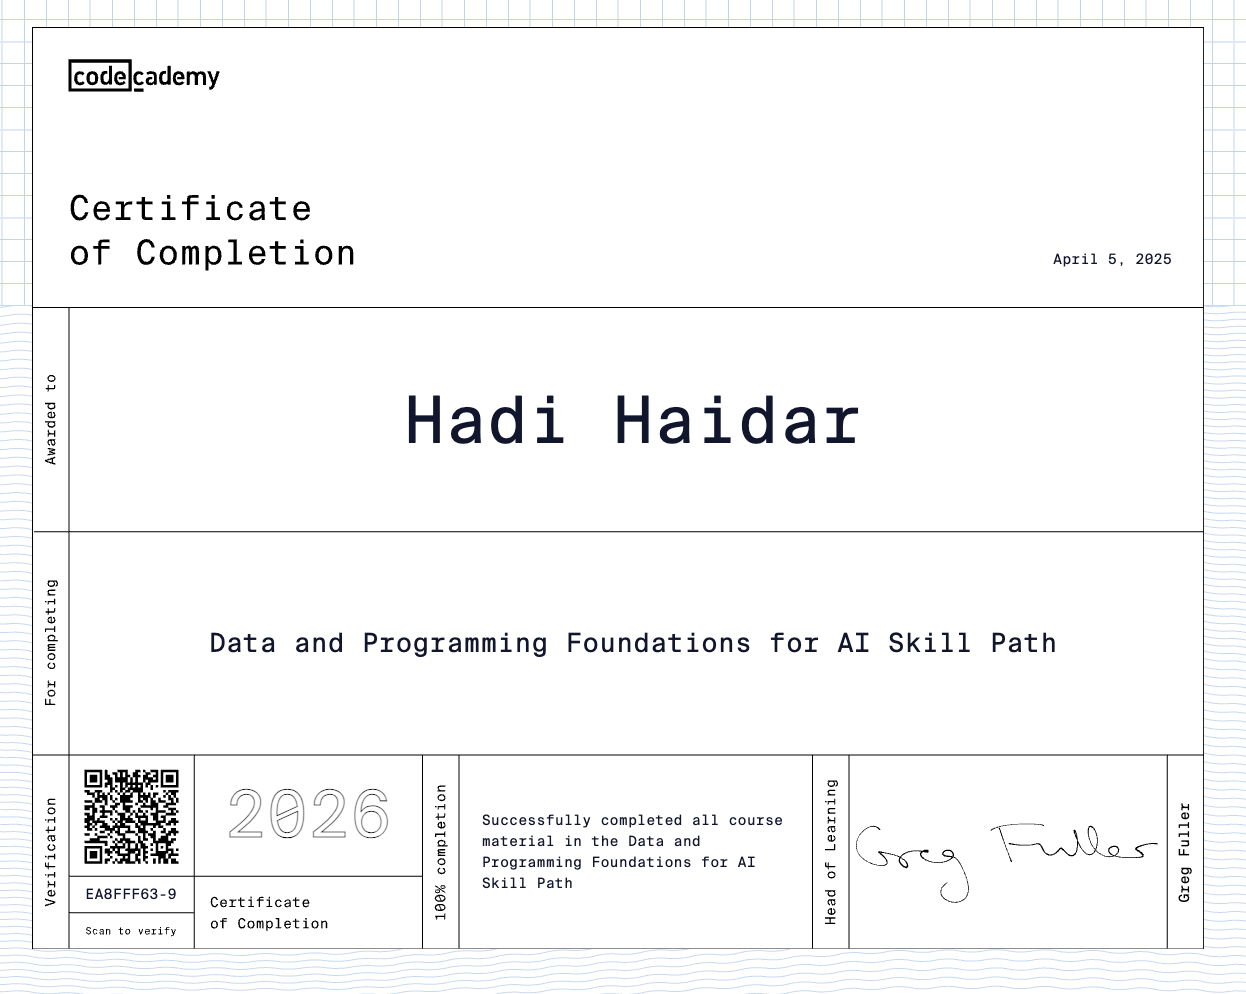 codecademy
Certificate
of Completion
April 5, 2025
Awarded to
Hadi Haidar
For completing
Data and Programming Foundations for AI Skill Path
Verification
EA8FFF63-9
Scan to verify
2026
Certificate
of Completion
100% completion
Successfully completed all course
material in the Data and
Programming Foundations for AI
Skill Path
Head of Learning
Greg Fuller
Greg Fuller